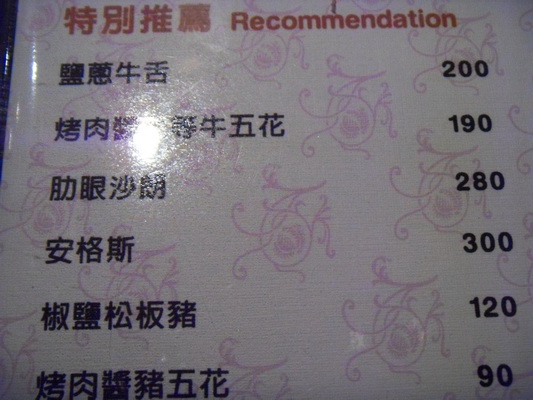 特別推薦 Recommendation
鹽蔥牛舌 200
烤肉醬 等牛五花 190
肋眼沙朗 280
安格斯 300
椒鹽松板豬 120
烤肉醬豬五花 90